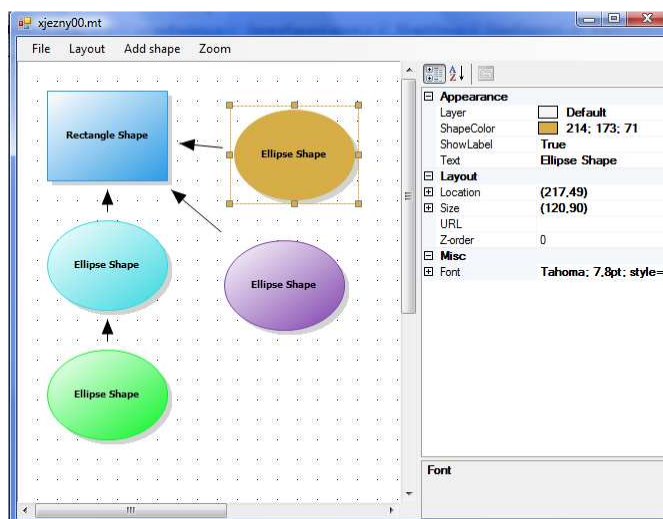 xjezny00.mt
File Layout Add shape Zoom
Rectangle Shape
Ellipse Shape
Ellipse Shape
Ellipse Shape
Ellipse Shape
A
Z
Appearance
Layer Default
ShapeColor 214; 173; 71
ShowLabel True
Text Ellipse Shape
Layout
Location (217,49)
Size (120,90)
URL
Z-order 0
Misc
Font Tahoma; 7,8pt; style=
Font